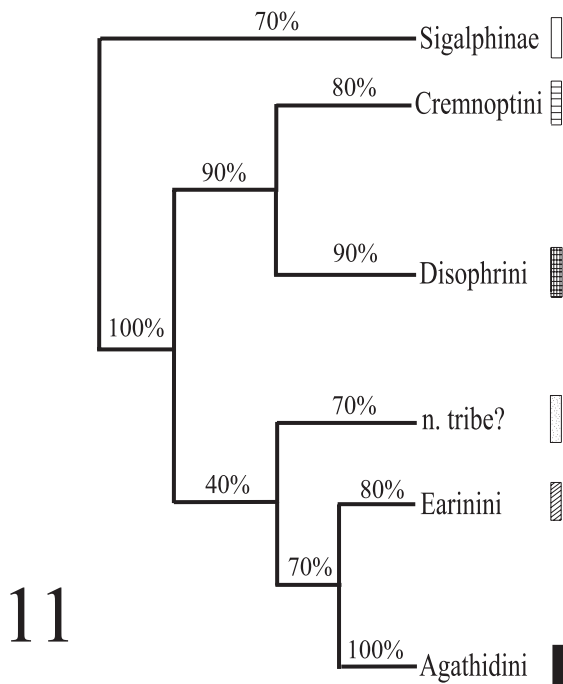 70%
Sigalphinae
80%
Cremnoptini
90%
90%
Disophrini
100%
70%
n. tribe?
40%
80%
Earinini
70%
11
100%
Agathidini